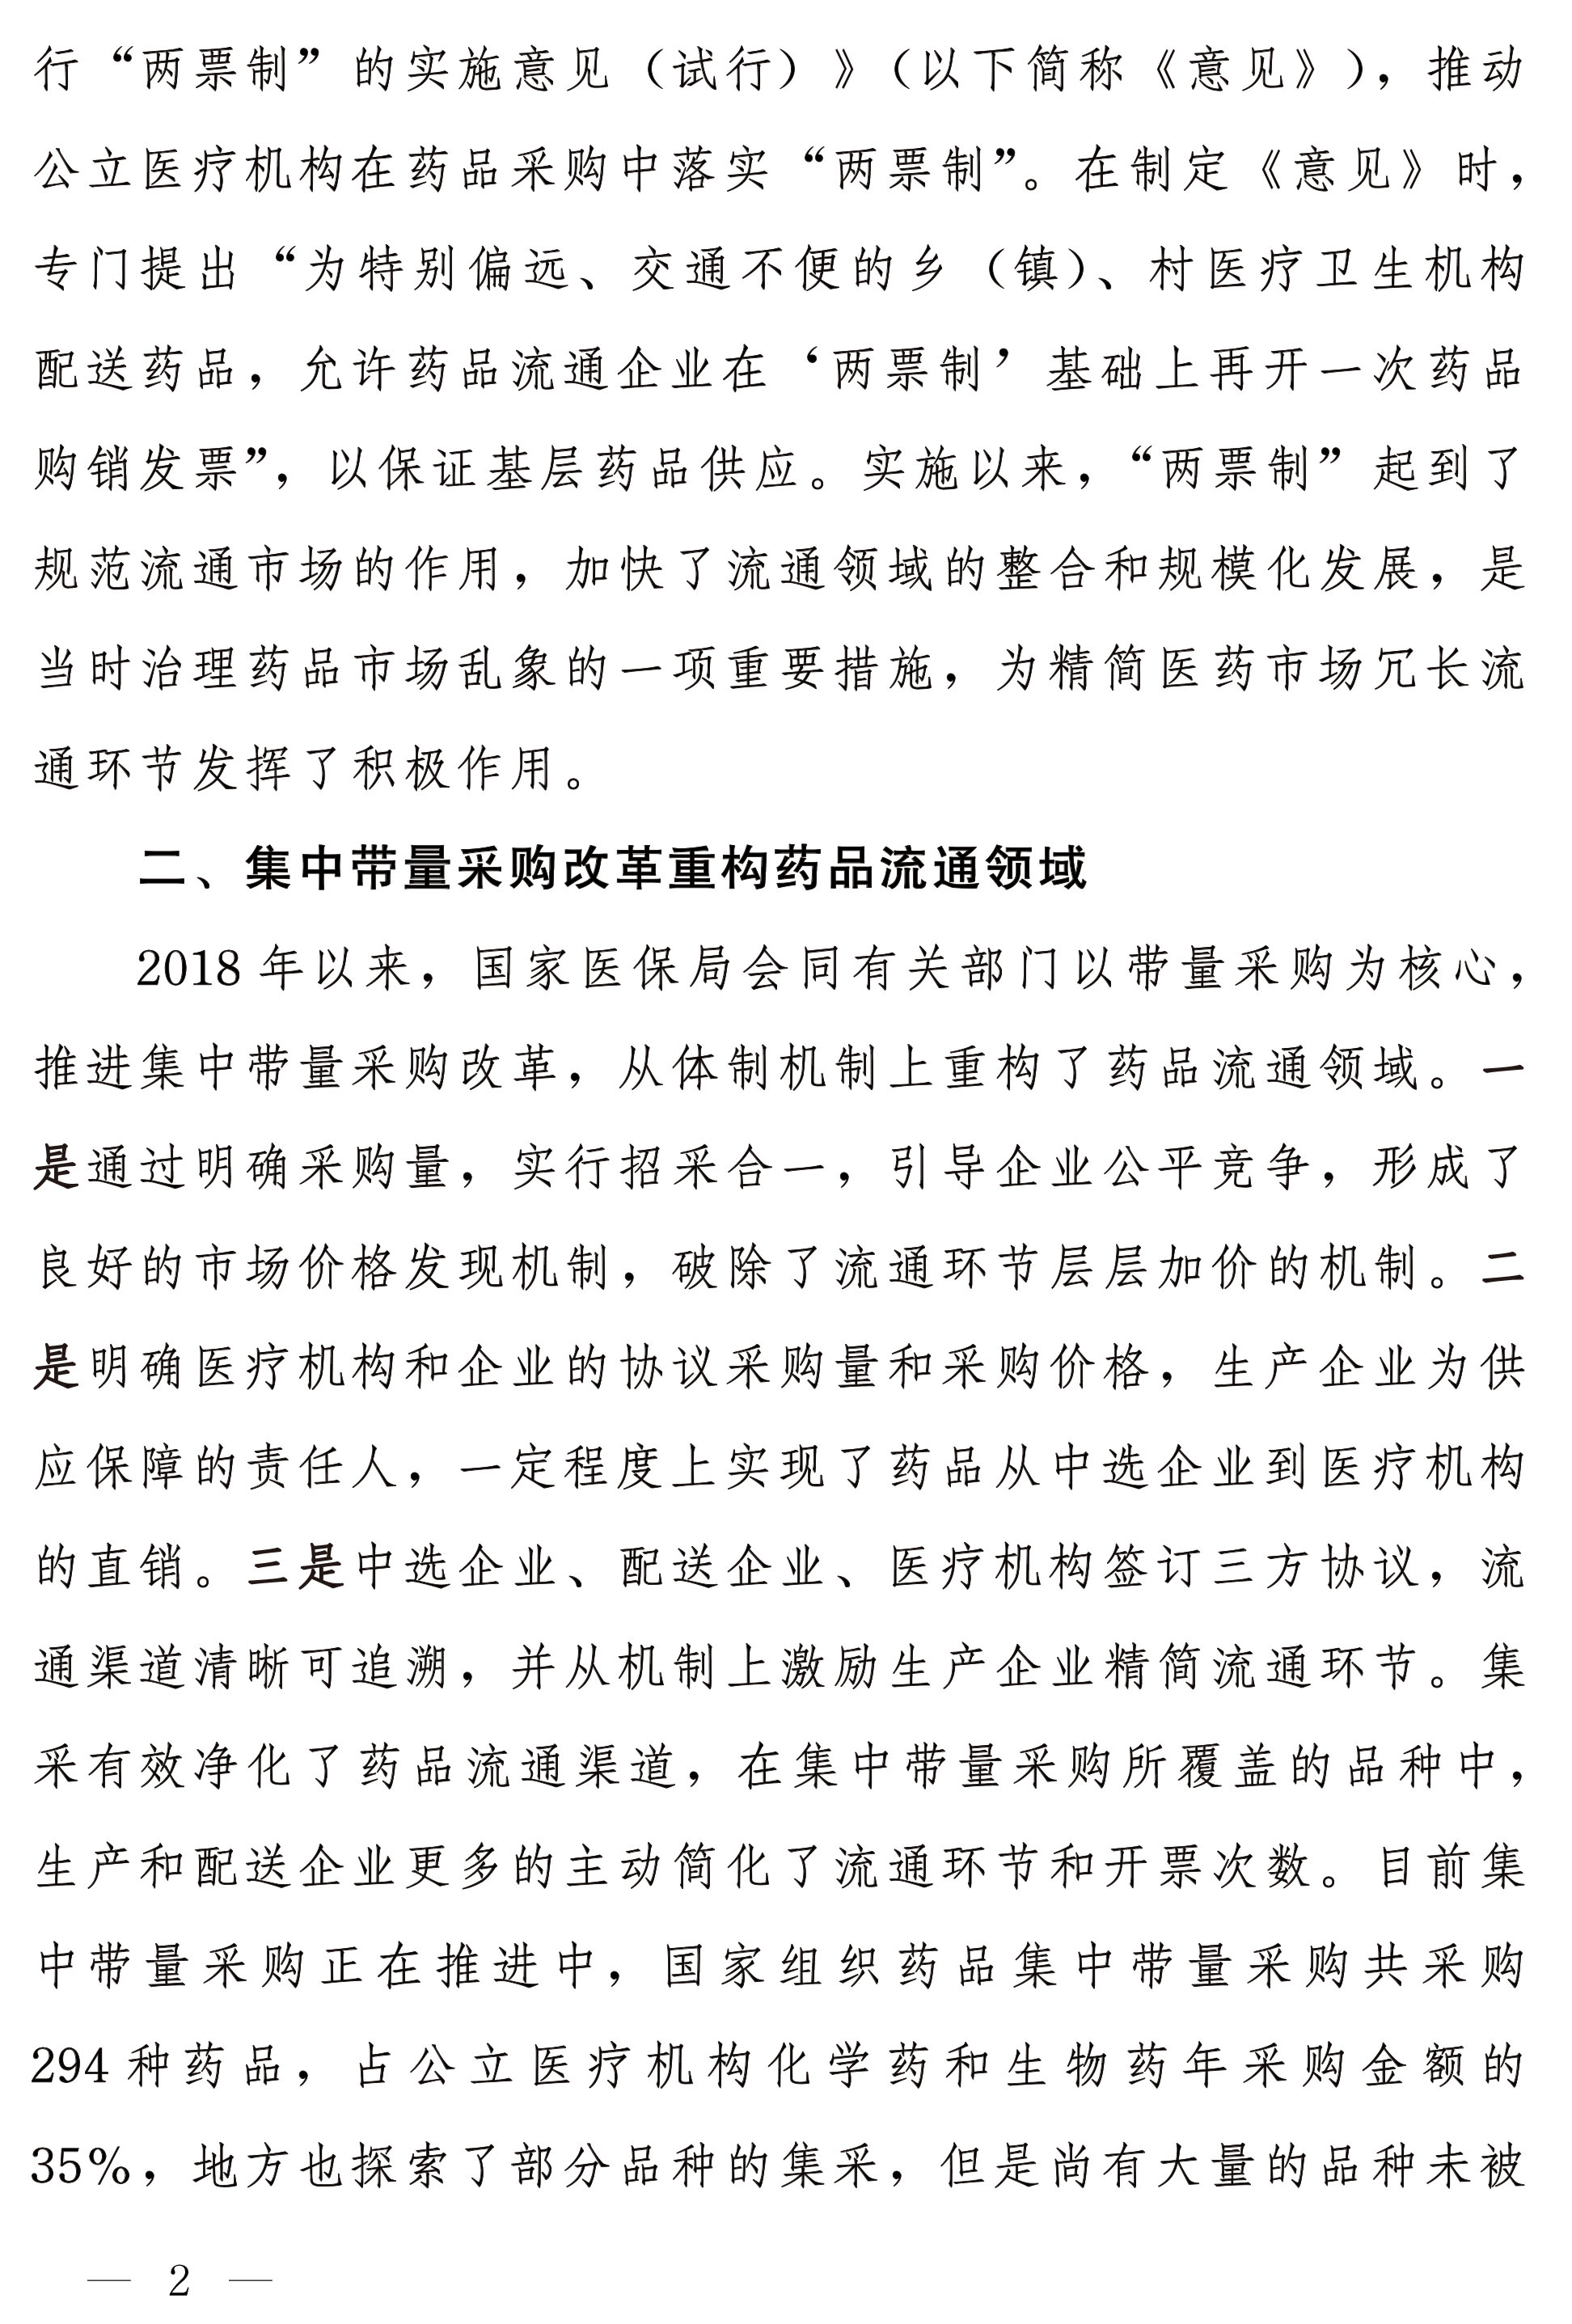 行“两票制”的实施意见（试行）》（以下简称《意见》），推动
公立医疗机构在药品采购中落实“两票制”。在制定《意见》时，
专门提出“为特别偏远、交通不便的乡（镇）、村医疗卫生机构
配送药品，允许药品流通企业在‘两票制’基础上再开一次药品
购销发票”，以保证基层药品供应。实施以来，“两票制”起到了
规范流通市场的作用，加快了流通领域的整合和规模化发展，是
当时治理药品市场乱象的一项重要措施，为精简医药市场冗长流
通环节发挥了积极作用。
二、集中带量采购改革重构药品流通领域
2018年以来，国家医保局会同有关部门以带量采购为核心，
推进集中带量采购改革，从体制机制上重构了药品流通领域。一
是通过明确采购量，实行招采合一，引导企业公平竞争，形成了
良好的市场价格发现机制，破除了流通环节层层加价的机制。二
是明确医疗机构和企业的协议采购量和采购价格，生产企业为供
应保障的责任人，一定程度上实现了药品从中选企业到医疗机构
的直销。三是中选企业、配送企业、医疗机构签订三方协议，流
通渠道清晰可追溯，并从机制上激励生产企业精简流通环节。集
采有效净化了药品流通渠道，在集中带量采购所覆盖的品种中，
生产和配送企业更多的主动简化了流通环节和开票次数。目前集
中带量采购正在推进中，国家组织药品集中带量采购共采购
294种药品，占公立医疗机构化学药和生物药年采购金额的
35%，地方也探索了部分品种的集采，但是尚有大量的品种未被
— 2 —